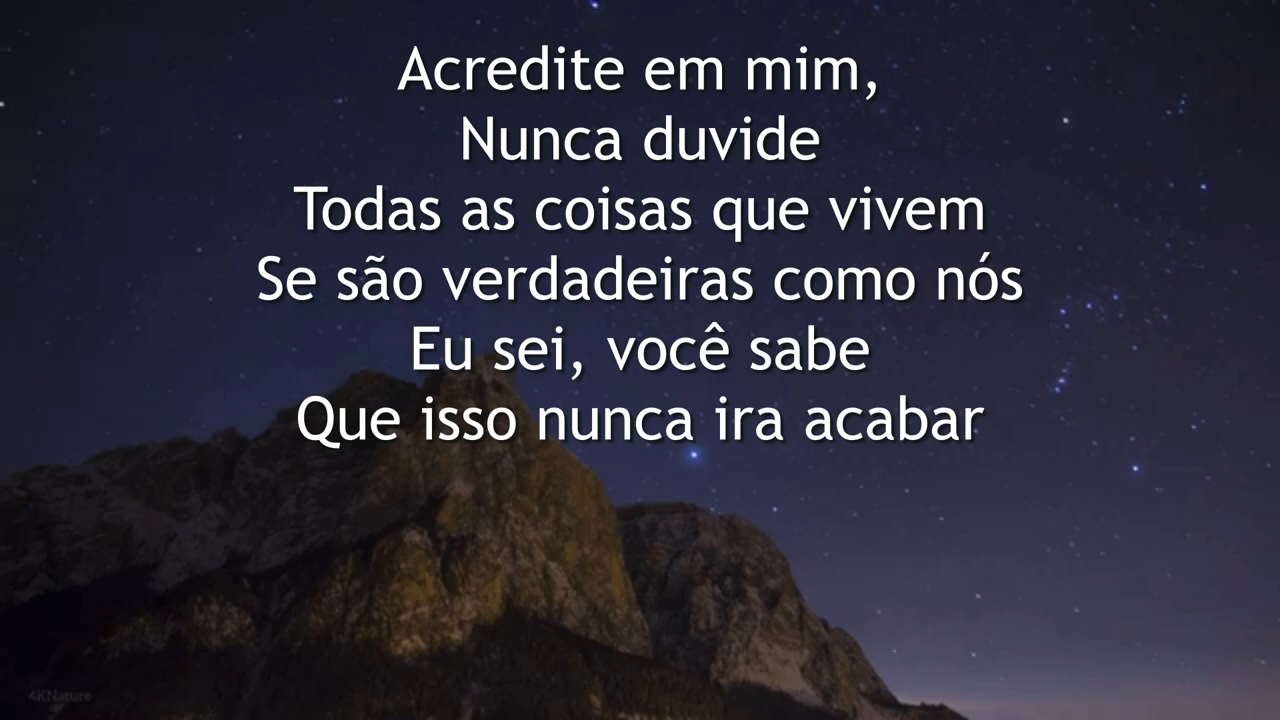 Acredite em mim,
Nunca duvide
Todas as coisas que vivem
Se são verdadeiras como nós
Eu sei, você sabe
Que isso nunca ira acabar
4KNature